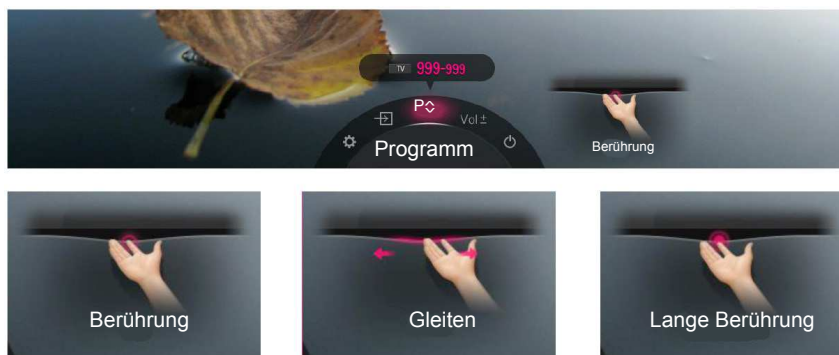 TV 999-999
P
Vol ±
Programm
Berührung
Berührung
Gleiten
Lange Berührung